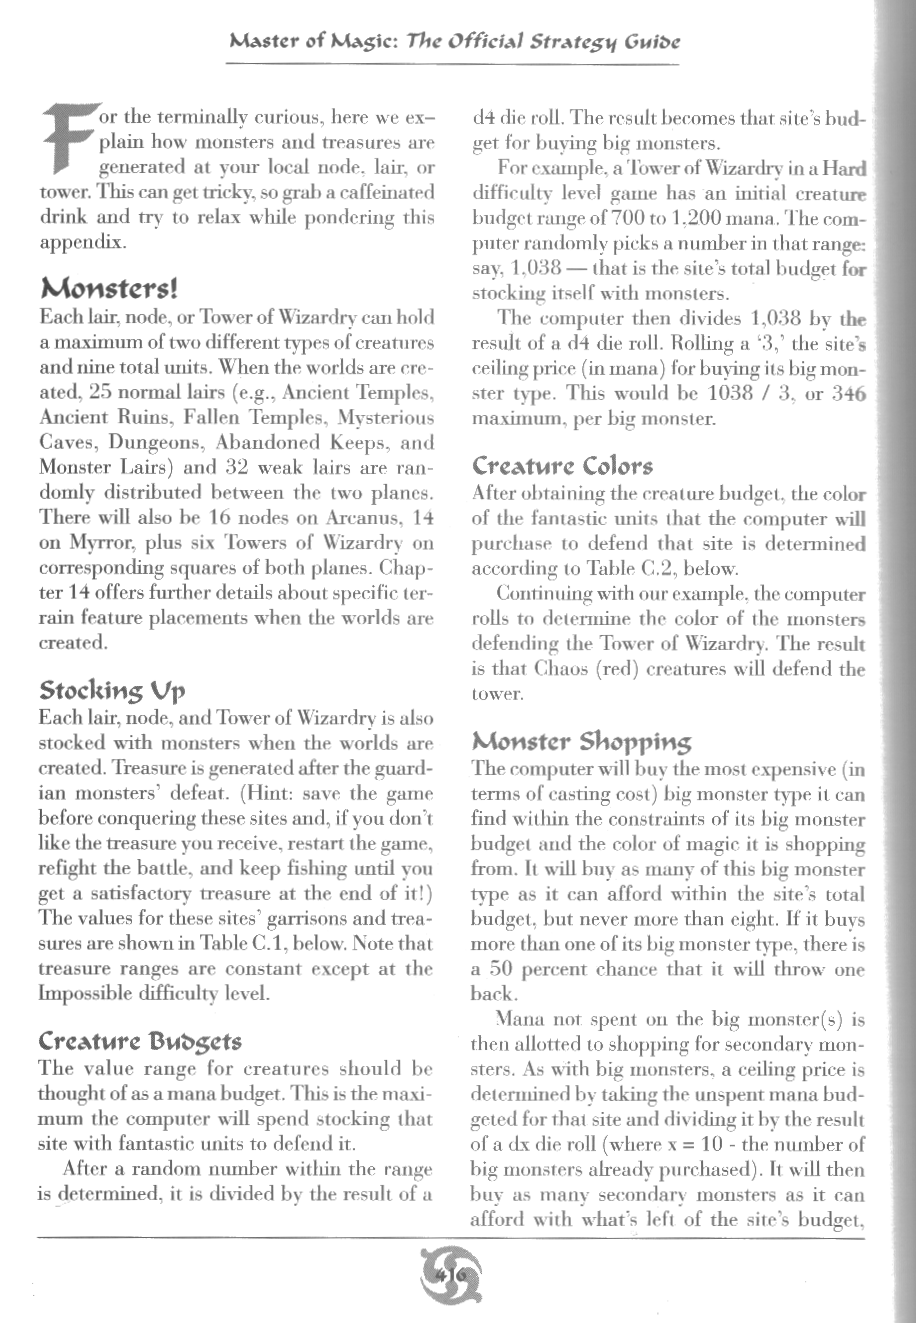 Master of Magic: The Official Strategy Guide
For the terminally curious, here we ex–
plain how monsters and treasures are
generated at your local node, lair, or
tower. This can get tricky, so grab a caffeinated
drink and try to relax while pondering this
appendix.
Monsters!
Each lair, node, or Tower of Wizardry can hold
a maximum of two different types of creatures
and nine total units. When the worlds are cre-
ated, 25 normal lairs (e.g., Ancient Temples,
Ancient Ruins, Fallen Temples, Mysterious
Caves, Dungeons, Abandoned Keeps, and
Monster Lairs) and 32 weak lairs are ran-
domly distributed between the two planes.
There will also be 16 nodes on Arcanus, 14
on Myrror, plus six Towers of Wizardry on
corresponding squares of both planes. Chap-
ter 14 offers further details about specific ter-
rain feature placements when the worlds are
created.
Stocking Up
Each lair, node, and Tower of Wizardry is also
stocked with monsters when the worlds are
created. Treasure is generated after the guard-
ian monsters' defeat. (Hint: save the game
before conquering these sites and, if you don't
like the treasure you receive, restart the game,
refight the battle, and keep fishing until you
get a satisfactory treasure at the end of it!)
The values for these sites' garrisons and trea-
sures are shown in Table C.1, below. Note that
treasure ranges are constant except at the
Impossible difficulty level.
Creature Budgets
The value range for creatures should be
thought of as a mana budget. This is the maxi-
mum the computer will spend stocking that
site with fantastic units to defend it.
After a random number within the range
is determined, it is divided by the result of a
d4 die roll. The result becomes that site's bud-
get for buying big monsters.
For example, a Tower of Wizardry in a Hard
difficulty level game has an initial creature
budget range of 700 to 1,200 mana. The com-
puter randomly picks a number in that range:
say, 1,038 — that is the site's total budget for
stocking itself with monsters.
The computer then divides 1,038 by the
result of a d4 die roll. Rolling a '3,' the site's
ceiling price (in mana) for buying its big mon-
ster type. This would be 1038 / 3, or 346
maximum, per big monster.
Creature Colors
After obtaining the creature budget, the color
of the fantastic units that the computer will
purchase to defend that site is determined
according to Table C.2, below.
Continuing with our example, the computer
rolls to determine the color of the monsters
defending the Tower of Wizardry. The result
is that Chaos (red) creatures will defend the
tower.
Monster Shopping
The computer will buy the most expensive (in
terms of casting cost) big monster type it can
find within the constraints of its big monster
budget and the color of magic it is shopping
from. It will buy as many of this big monster
type as it can afford within the site's total
budget, but never more than eight. If it buys
more than one of its big monster type, there is
a 50 percent chance that it will throw one
back.
Mana not spent on the big monster(s) is
then allotted to shopping for secondary mon-
sters. As with big monsters, a ceiling price is
determined by taking the unspent mana bud-
geted for that site and dividing it by the result
of a dx die roll (where x = 10 - the number of
big monsters already purchased). It will then
buy as many secondary monsters as it can
afford with what's left of the site's budget,
416